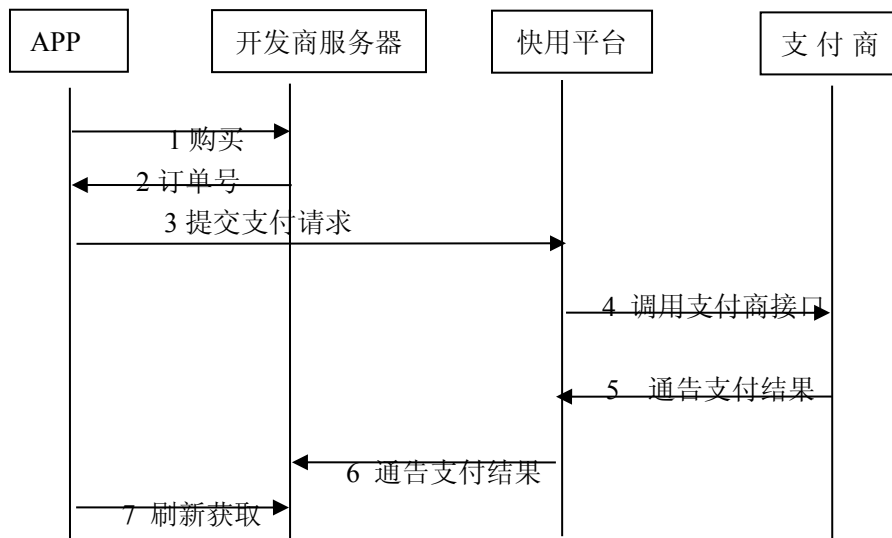 APP
开发商服务器
快用平台
支 付 商
1 购买
2 订单号
3 提交支付请求
4 调用支付商接口
5 通告支付结果
6 通告支付结果
7 刷新获取